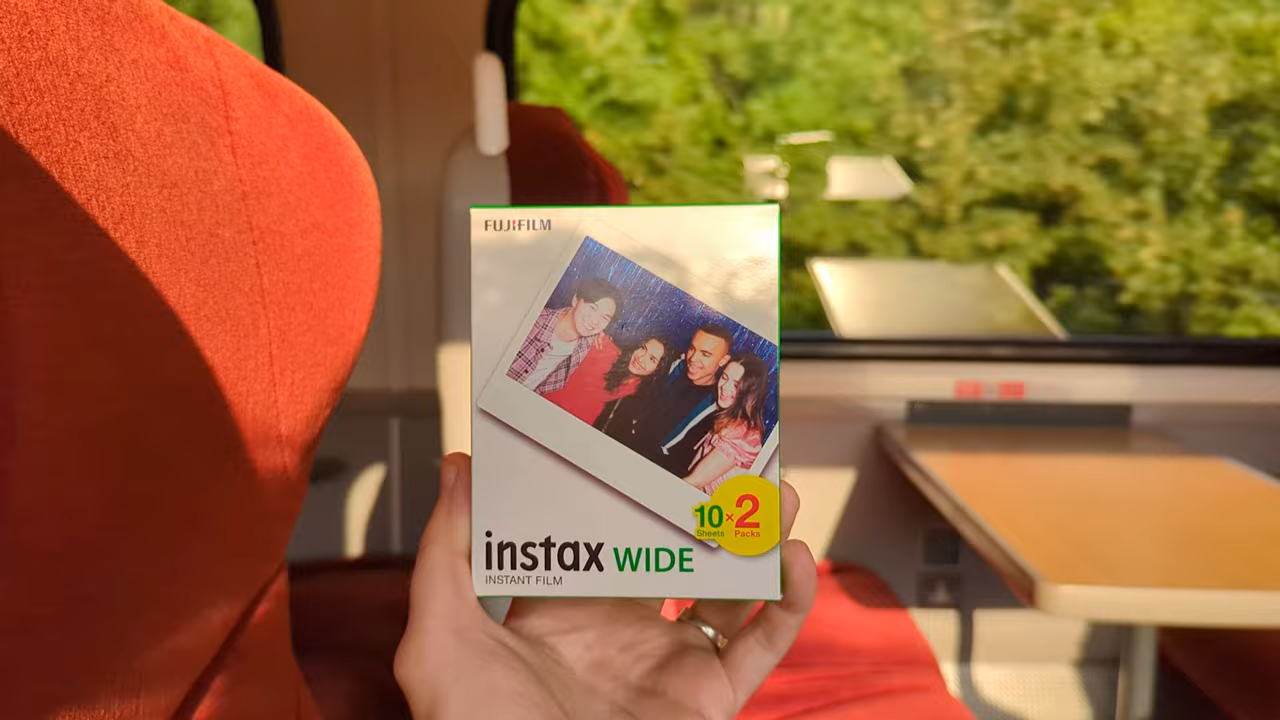 FUJIFILM
10 x 2
Sheets Packs
instax WIDE
INSTANT FILM